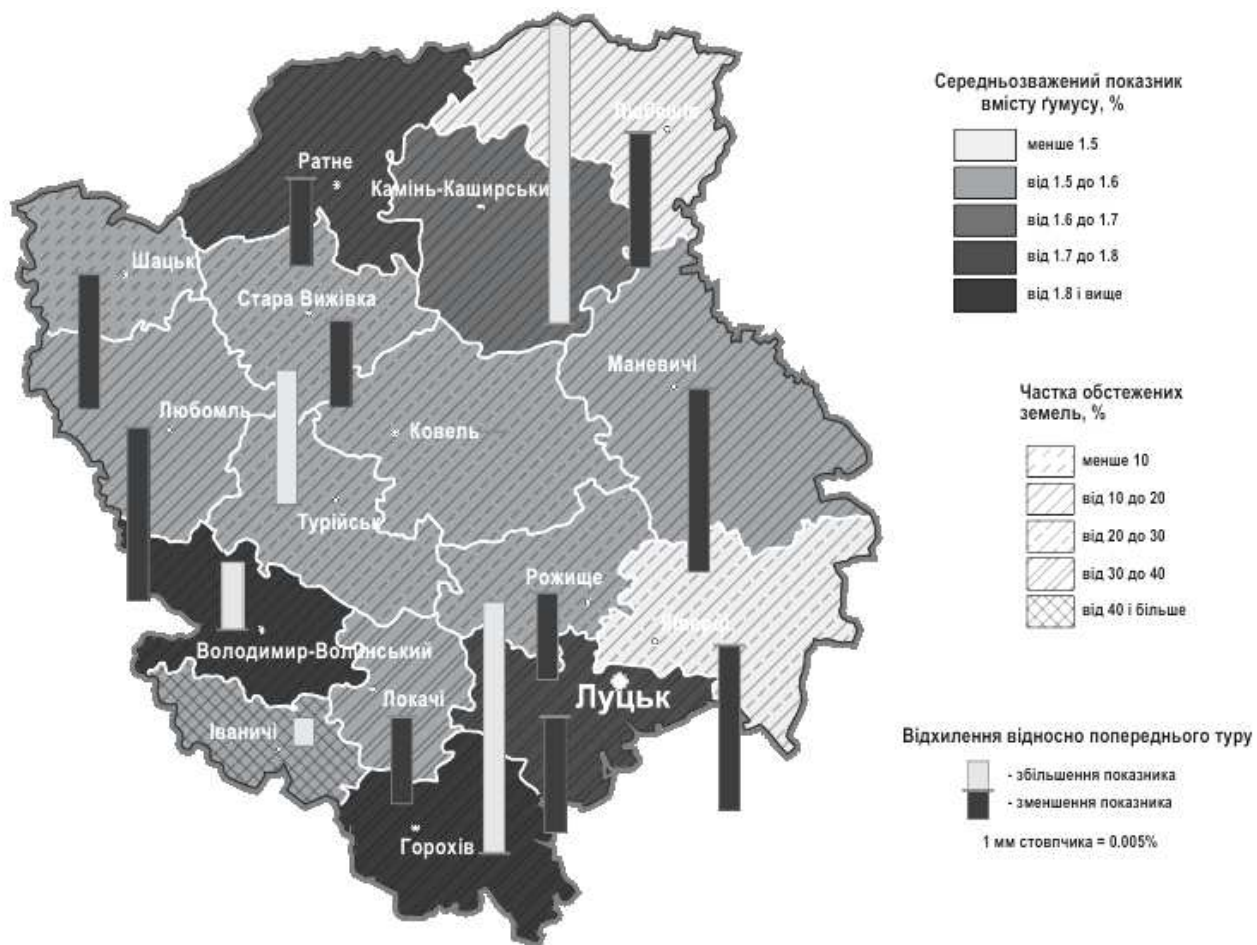 Середньозважений показник
вмісту ґумусу, %
менше 1.5
від 1.5 до 1.6
від 1.6 до 1.7
від 1.7 до 1.8
від 1.8 і вище
Частка обстежених
земель, %
менше 10
від 10 до 20
від 20 до 30
від 30 до 40
від 40 і більше
Відхилення відносно попереднього туру
- збільшення показника
- зменшення показника
1 мм стовпчика = 0.005%
Ратне
Камінь-Каширськи
Шацьк
Стара Вижівка
Маневичі
Любомль
Ковель
Турійськ
Рожище
Володимир-Волинський
Луцьк
Локачі
Іваничі
Горохів